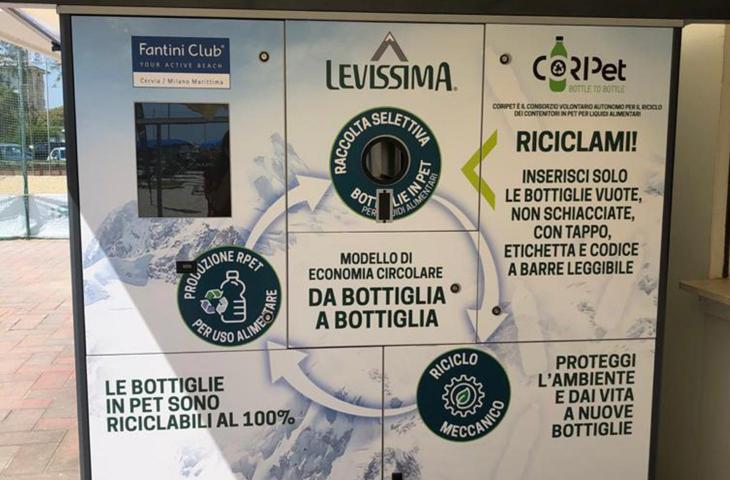 Fantini Club®
YOUR ACTIVE BEACH
Cervia / Milano Marittima
LEVISSIMA®
RACCOLTA SELETTIVA
BOTTIGLIE IN PET
PER LIQUIDI ALIMENTARI
CORIPet
BOTTLE TO BOTTLE
CORIPET È IL CONSORZIO VOLONTARIO AUTONOMO PER IL RICICLO
DEI CONTENITORI IN PET PER LIQUIDI ALIMENTARI
RICICLAMI!
INSERISCI SOLO
LE BOTTIGLIE VUOTE,
NON SCHIACCIATE,
CON TAPPO,
ETICHETTA E CODICE
A BARRE LEGGIBILE
PRODUZIONE RPET
PER USO ALIMENTARE
MODELLO DI
ECONOMIA CIRCOLARE
DA BOTTIGLIA
A BOTTIGLIA
LE BOTTIGLIE
IN PET SONO
RICICLABILI AL 100%
RICICLO
MECCANICO
PROTEGGI
L'AMBIENTE
E DAI VITA
A NUOVE
BOTTIGLIE